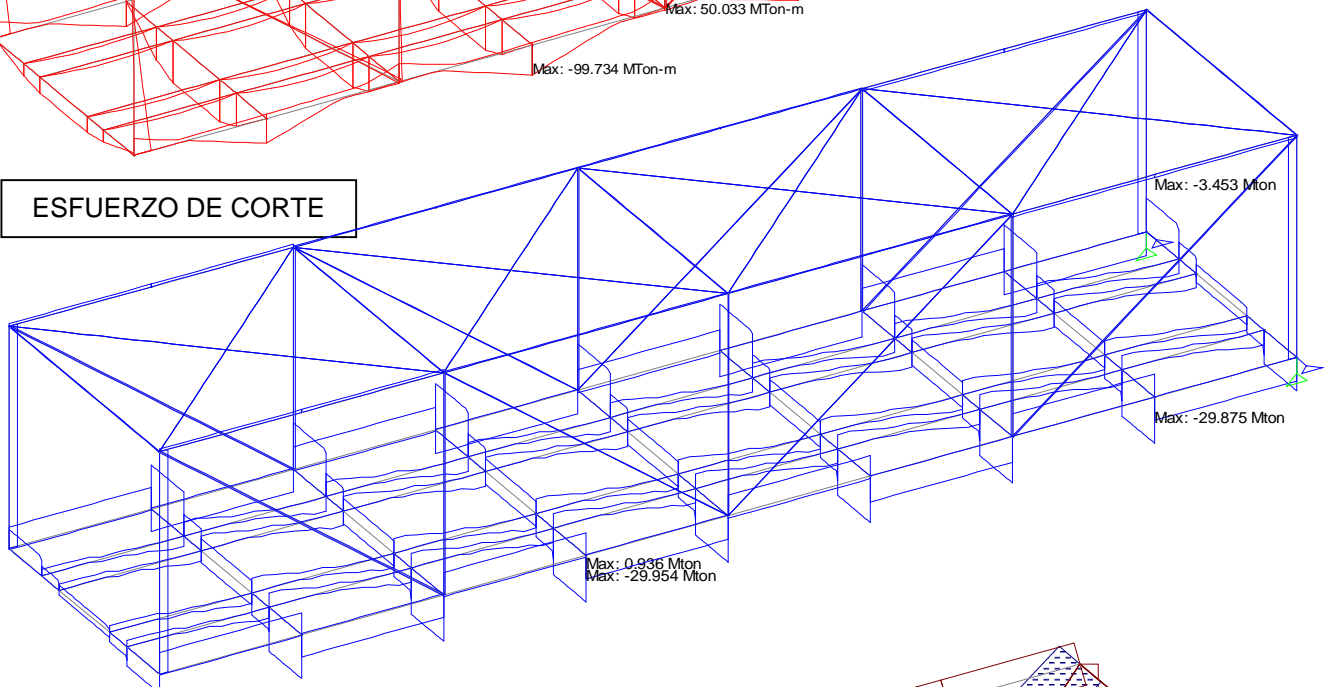 Max: 50.033 MTon-m
Max: -99.734 MTon-m
ESFUERZO DE CORTE
Max: -3.453 Mton
Max: -29.875 Mton
Max: 0.936 Mton
Max: -29.954 Mton